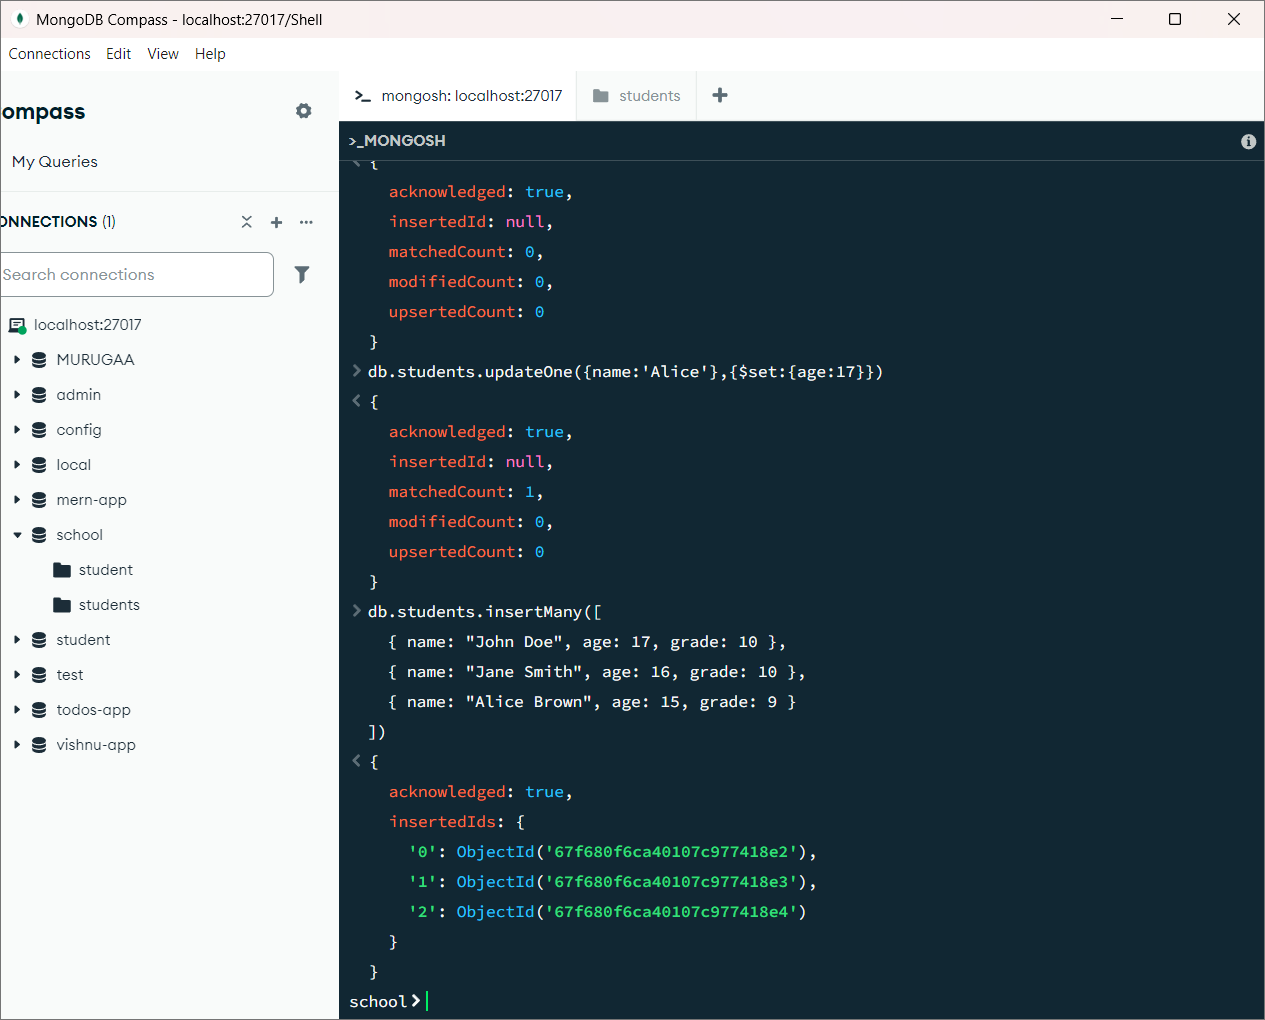 MongoDB Compass - localhost:27017/Shell
Connections Edit View Help
ompass
My Queries
ONNECTIONS (1)
Search connections
localhost:27017
MURUGAA
admin
config
local
mern-app
school
student
students
student
test
todos-app
vishnu-app
>_ mongosh: localhost:27017
students
>_MONGOSH
{
acknowledged: true,
insertedId: null,
matchedCount: 0,
modifiedCount: 0,
upsertedCount: 0
}
> db.students.updateOne({name:'Alice'},{$set:{age:17}})
< {
acknowledged: true,
insertedId: null,
matchedCount: 1,
modifiedCount: 0,
upsertedCount: 0
}
> db.students.insertMany([
{ name: "John Doe", age: 17, grade: 10 },
{ name: "Jane Smith", age: 16, grade: 10 },
{ name: "Alice Brown", age: 15, grade: 9 }
])
< {
acknowledged: true,
insertedIds: {
'0': ObjectId('67f680f6ca40107c977418e2'),
'1': ObjectId('67f680f6ca40107c977418e3'),
'2': ObjectId('67f680f6ca40107c977418e4')
}
}
school>